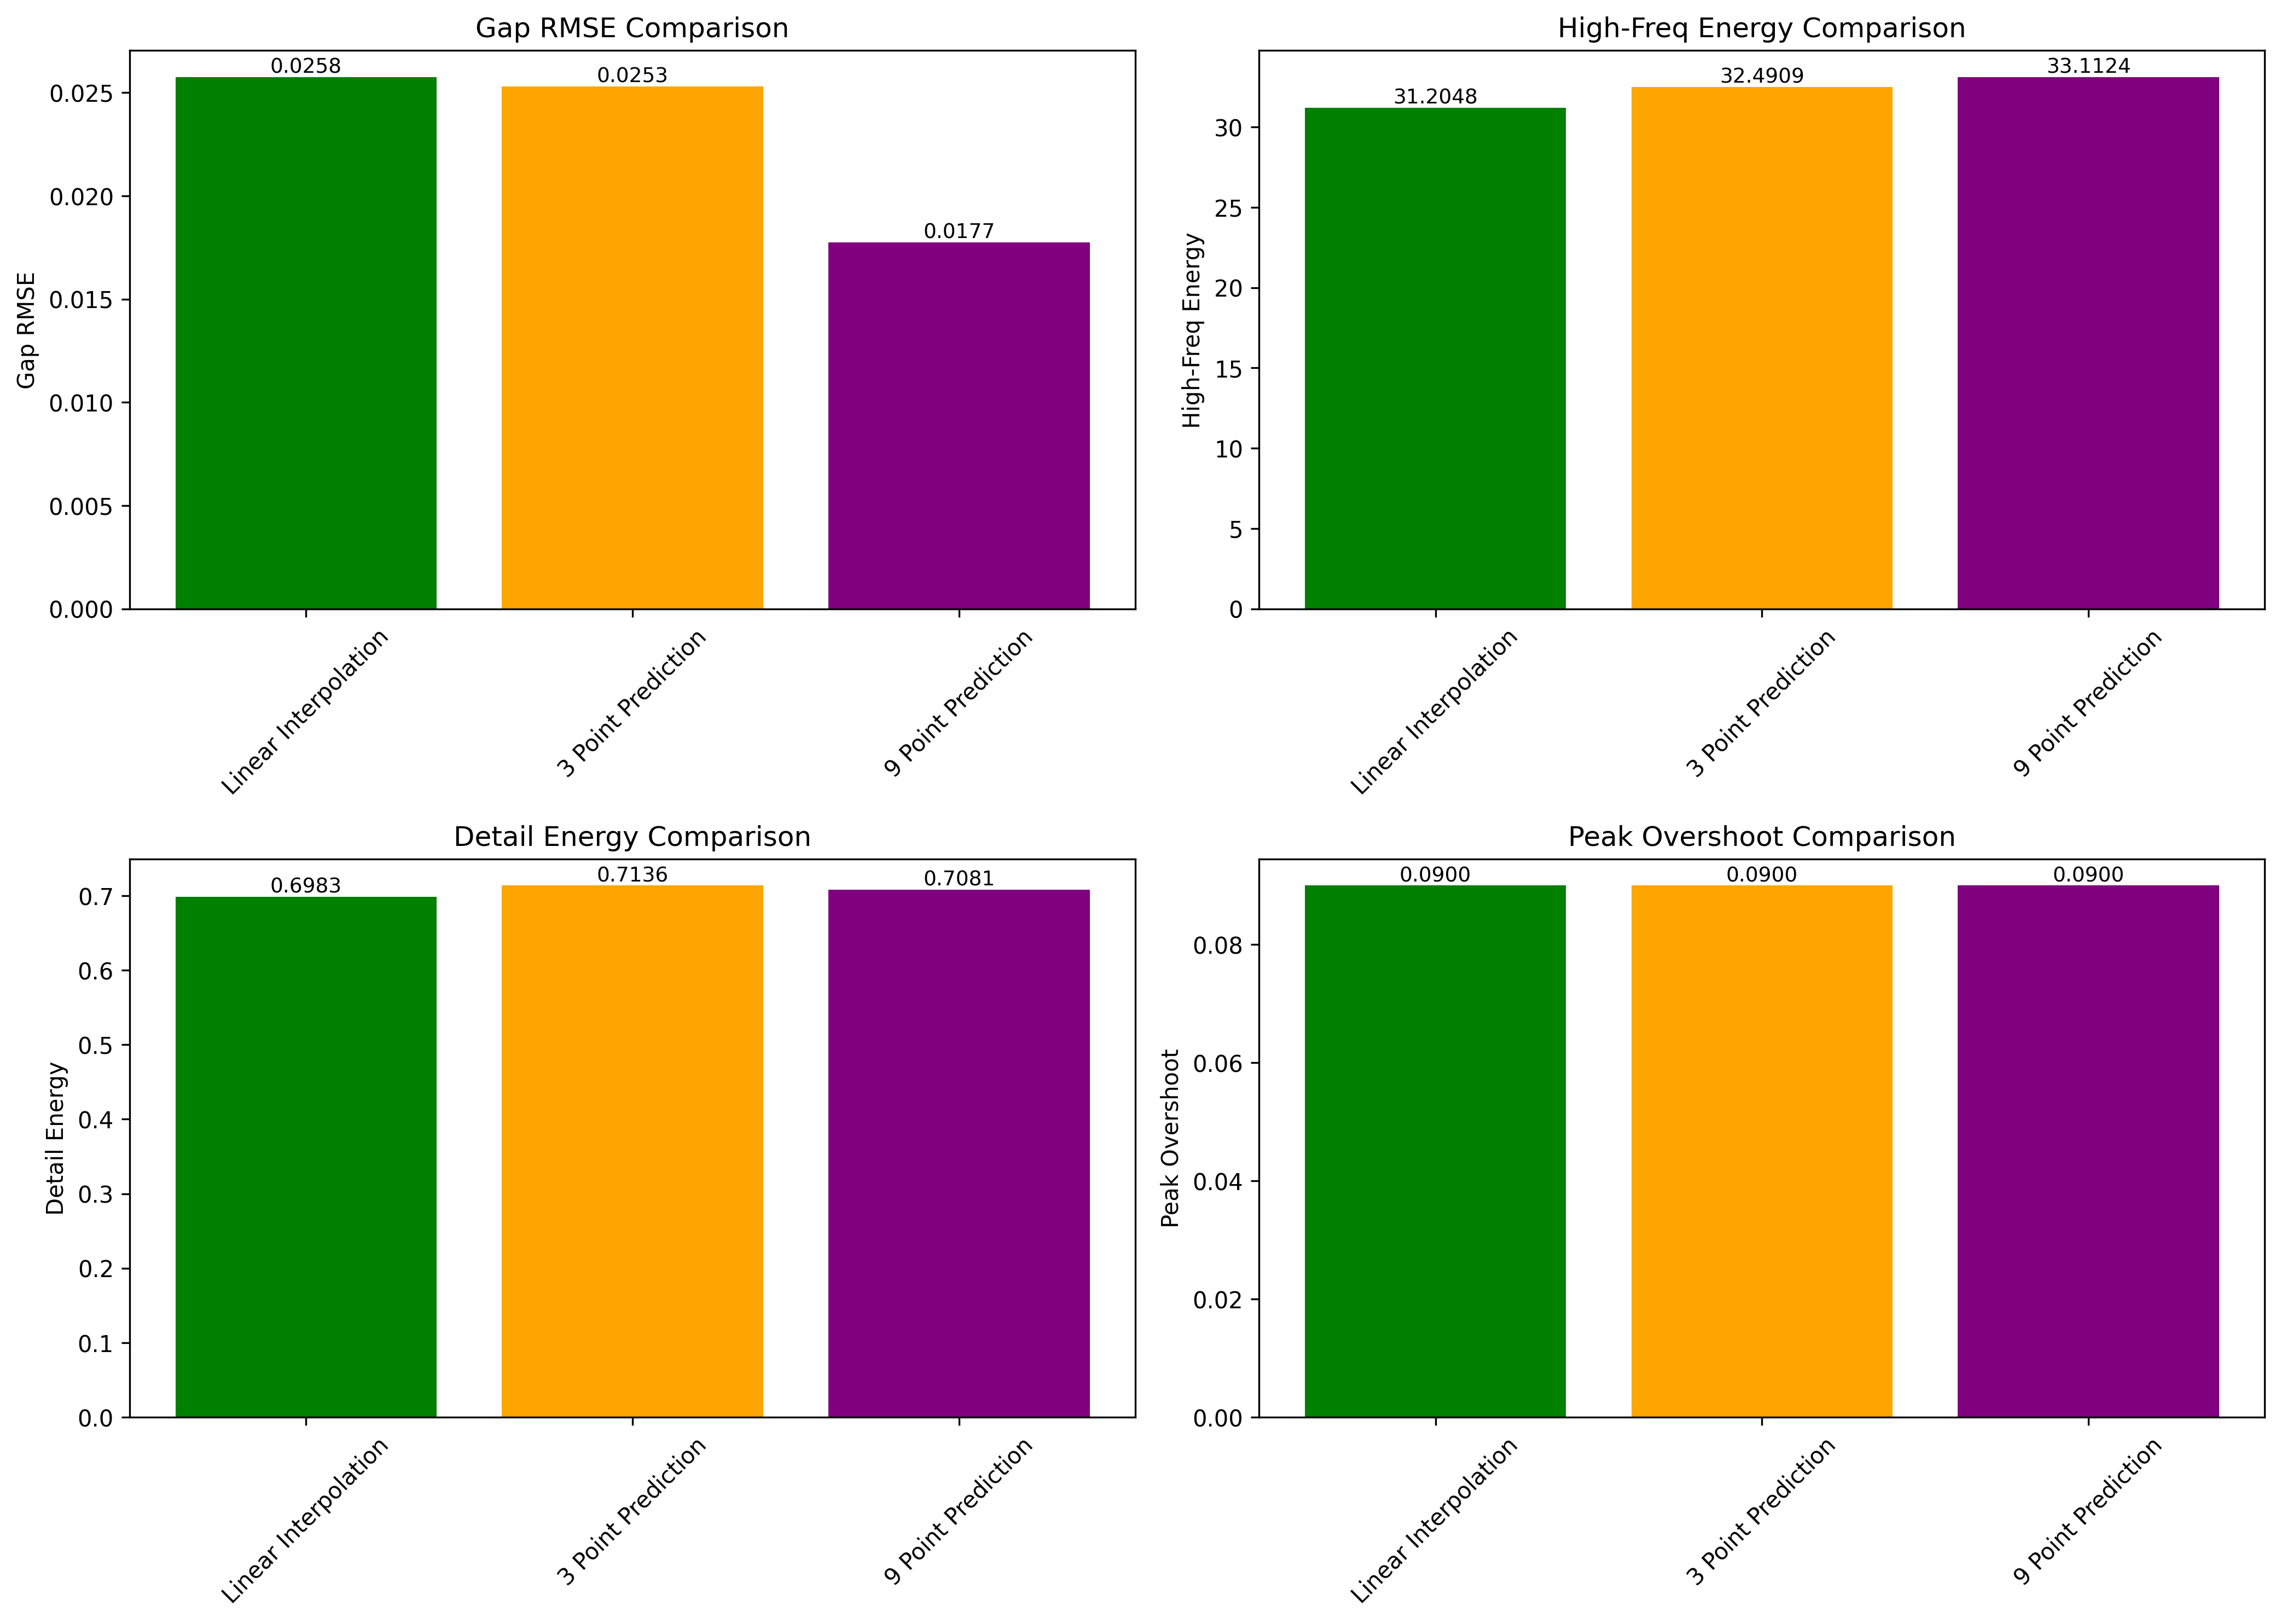 Gap RMSE Comparison
0.0258
0.0253
0.0177
0.025
0.020
0.015
0.010
0.005
0.000
Gap RMSE
Linear Interpolation
3 Point Prediction
9 Point Prediction
High-Freq Energy Comparison
31.2048
32.4909
33.1124
30
25
20
15
10
5
0
High-Freq Energy
Linear Interpolation
3 Point Prediction
9 Point Prediction
Detail Energy Comparison
0.6983
0.7136
0.7081
0.7
0.6
0.5
0.4
0.3
0.2
0.1
0.0
Detail Energy
Linear Interpolation
3 Point Prediction
9 Point Prediction
Peak Overshoot Comparison
0.0900
0.0900
0.0900
0.08
0.06
0.04
0.02
0.00
Peak Overshoot
Linear Interpolation
3 Point Prediction
9 Point Prediction